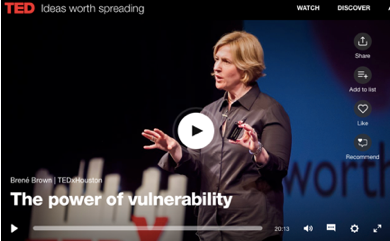 TED Ideas worth spreading
WATCH DISCOVER
Share
Add to list
Like
Recommend
worth
Brené Brown | TEDxHouston
The power of vulnerability
20:13